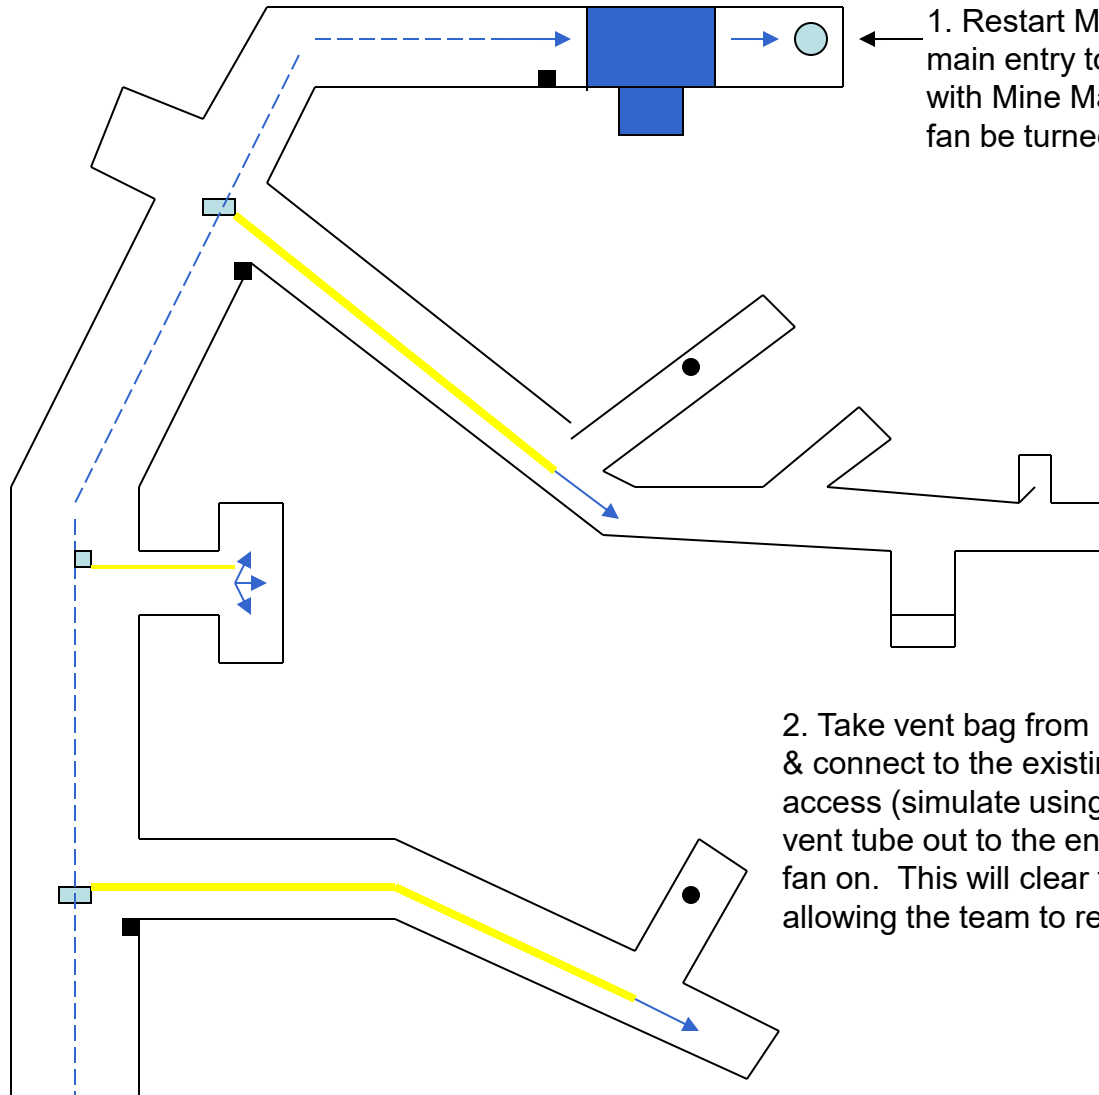 1. Restart M
main entry to
with Mine Ma
fan be turned
2. Take vent bag from
& connect to the existin
access (simulate using
vent tube out to the en
fan on.  This will clear
allowing the team to re